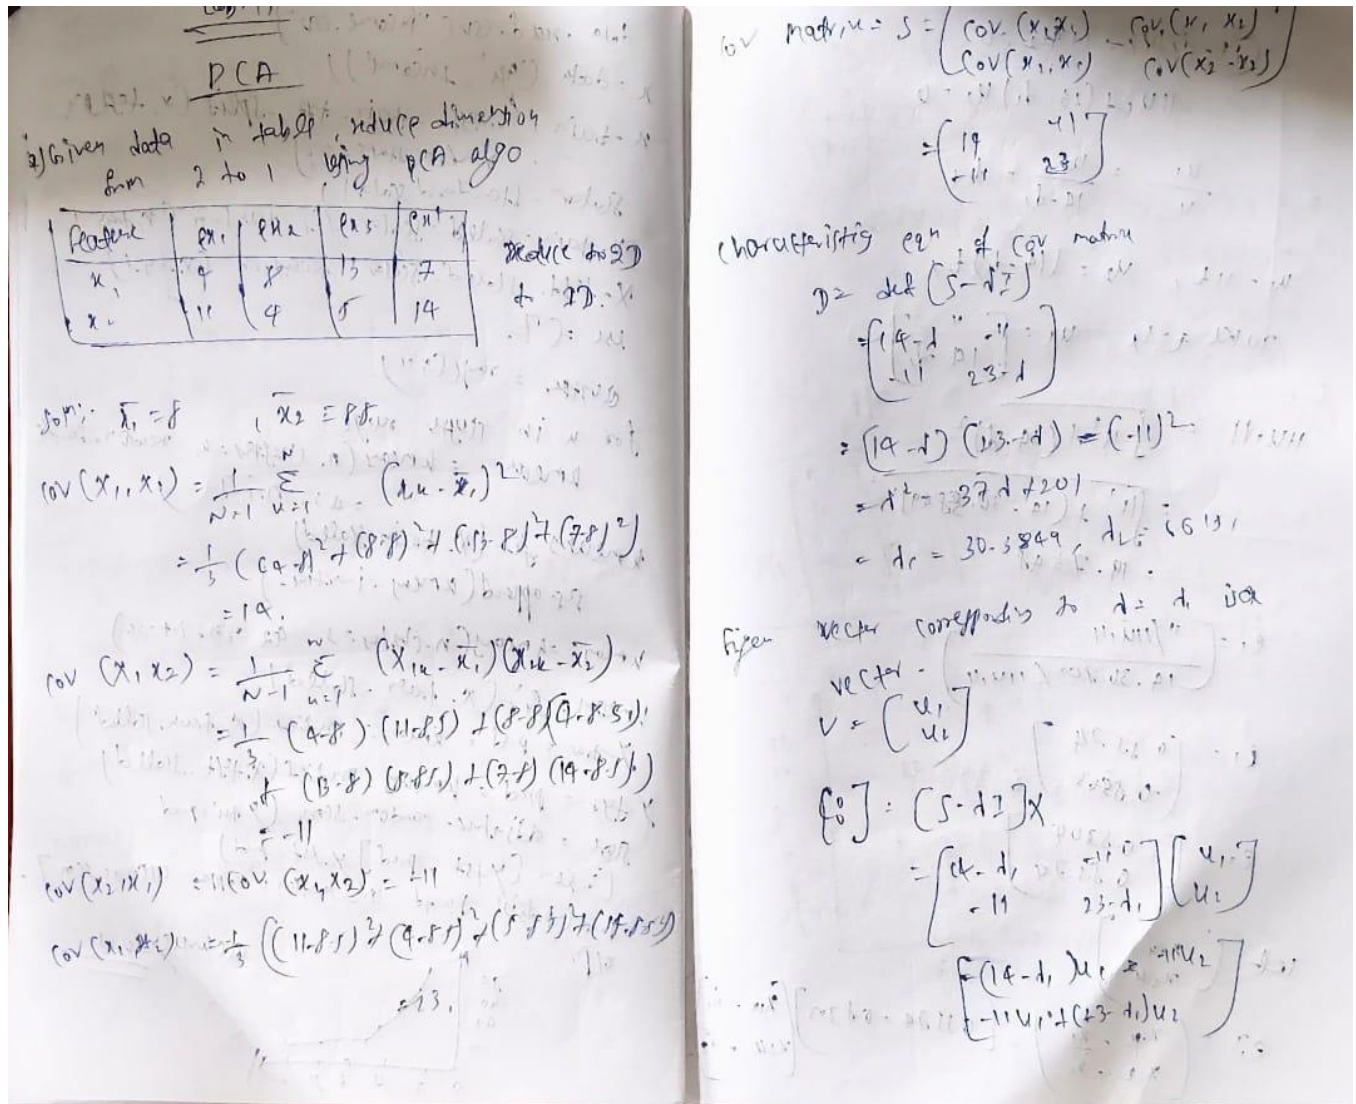 PCA
2) Given data in table, reduce dimension
from 2 to 1 using PCA algo
Feature ex1 ex2 ex3 ex4
x1 4 8 13 7
x2 11 4 5 14
reduce to 2D
to 1D.
soln:- x̄1 = 8 , x̄2 = 8.5
cov (x1, x1) = 1/N-1 Σ (x1k - x̄1)²
= 1/3 ((4-8)² + (8-8)² + (13-8)² + (7-8)²)
= 14.
cov (x1 x2) = 1/N-1 Σ (x1k - x̄1)(x2k - x̄2)
= 1/3 (4-8) (11-8.5) + (8-8)(4-8.5)
+ (13-8) (5-8.5) + (7-8) (14-8.5))
= -11
cov (x2, x1) = cov (x1, x2) = -11
cov (x1 x2) = 1/3 ((11-8.5)² + (4-8.5)² + (5-8.5)² + (14-8.5)²)
= 23.
cov matrix = S = (cov (x1, x1) cov (x1, x2)
cov (x2, x1) cov (x2 x2))
= [14 -11
-11 23]
characteristic eqn of cov matrix
D = det (S - λI)
= (14-λ -11
-11 23-λ)
= (14-λ) (23-λ) - (-11)²
= λ² - 37λ + 201
= λ1 = 30.3849, λ2 = 6.6151
Eigen vector corresponding to λ = λ1 is
vector
v = [u1
u2]
[0 0] = [S - λI] X
= [14 - λ1 -11
-11 23 - λ1] [u1
u2]
= [(14 - λ1) u1 - 11u2
-11u1 + (23 - λ1) u2]